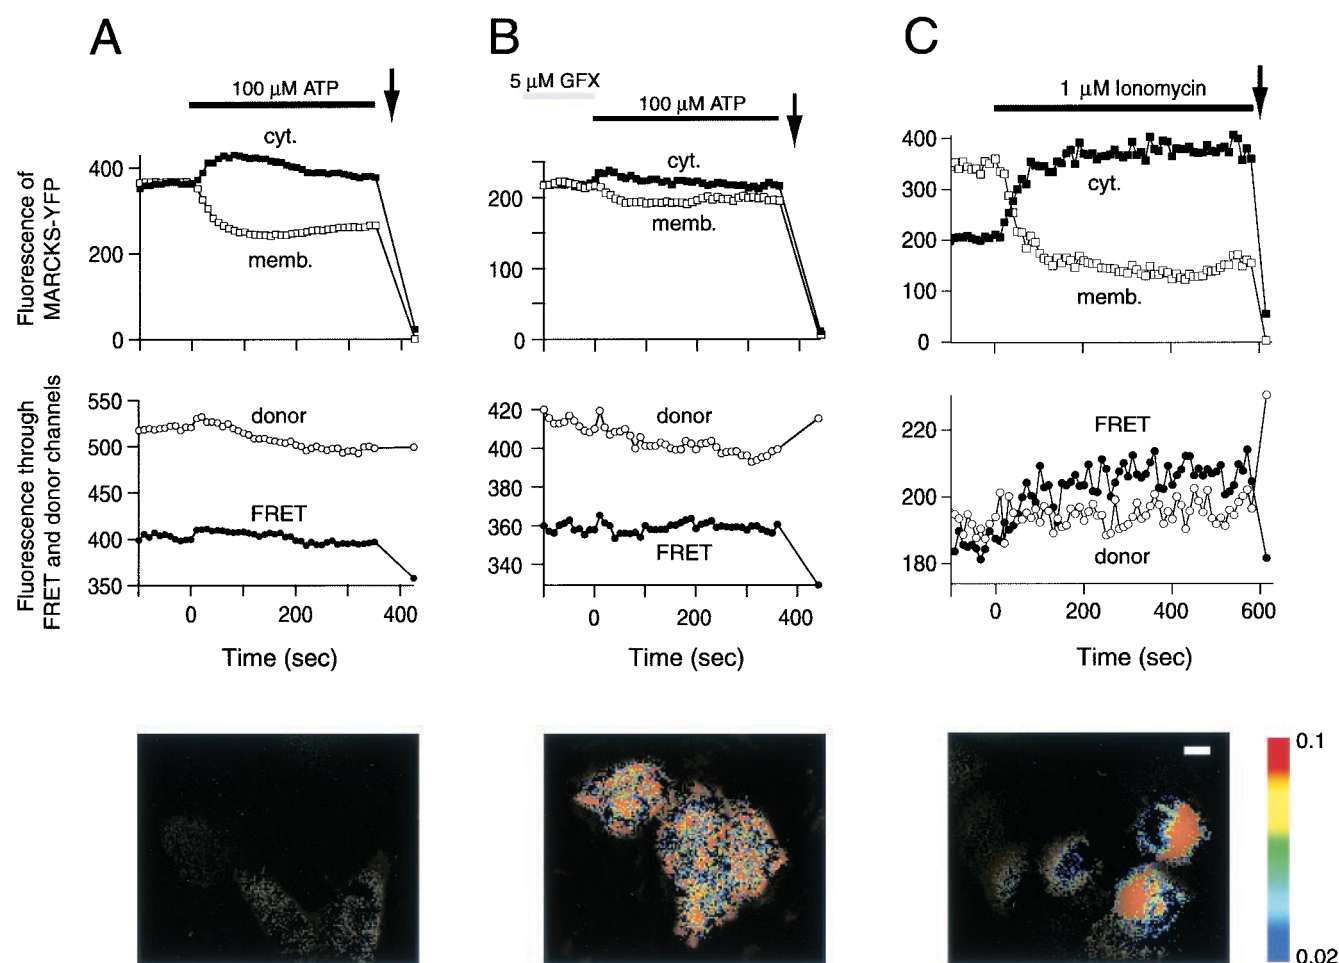 A
B
C
5 μM GFX
100 μM ATP
100 μM ATP
1 μM Ionomycin
Fluorescence of
MARCKS-YFP
400
200
0
cyt.
memb.
200
100
0
cyt.
memb.
400
300
200
100
0
cyt.
memb.
Fluorescence through
FRET and donor channels
550
500
450
400
350
donor
FRET
0
200
400
Time (sec)
420
400
380
360
340
donor
FRET
0
200
400
Time (sec)
220
200
180
FRET
donor
0
200
400
600
Time (sec)
0.1
0.02